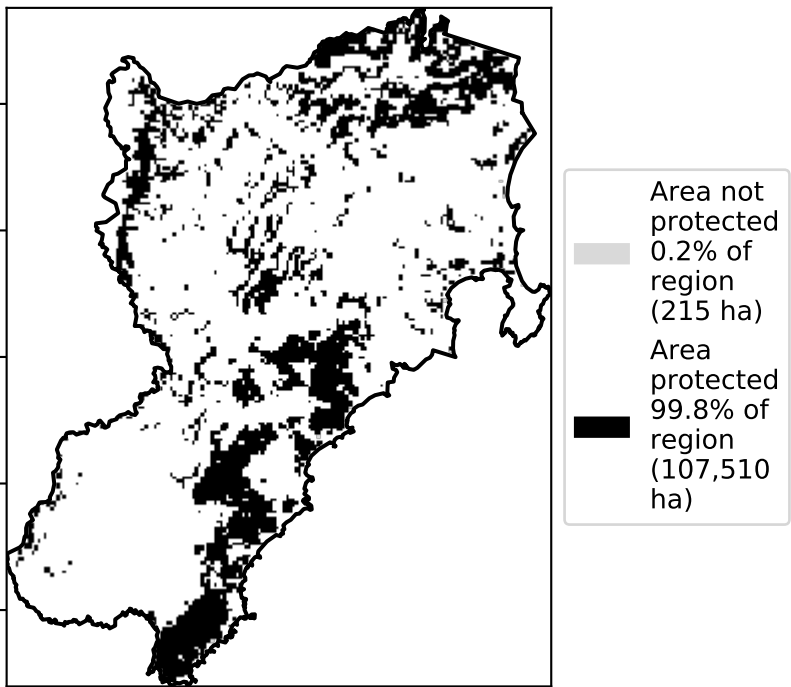 Area not
protected
0.2% of
region
(215 ha)
Area
protected
99.8% of
region
(107,510
ha)